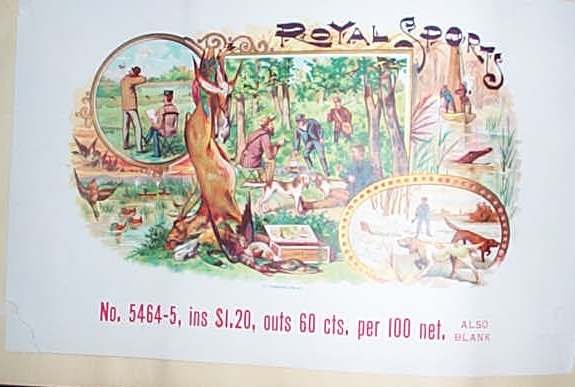 ROYAL SPORTS
No. 5464-5, ins $1.20, outs 60 cts. per 100 net.
ALSO
BLANK